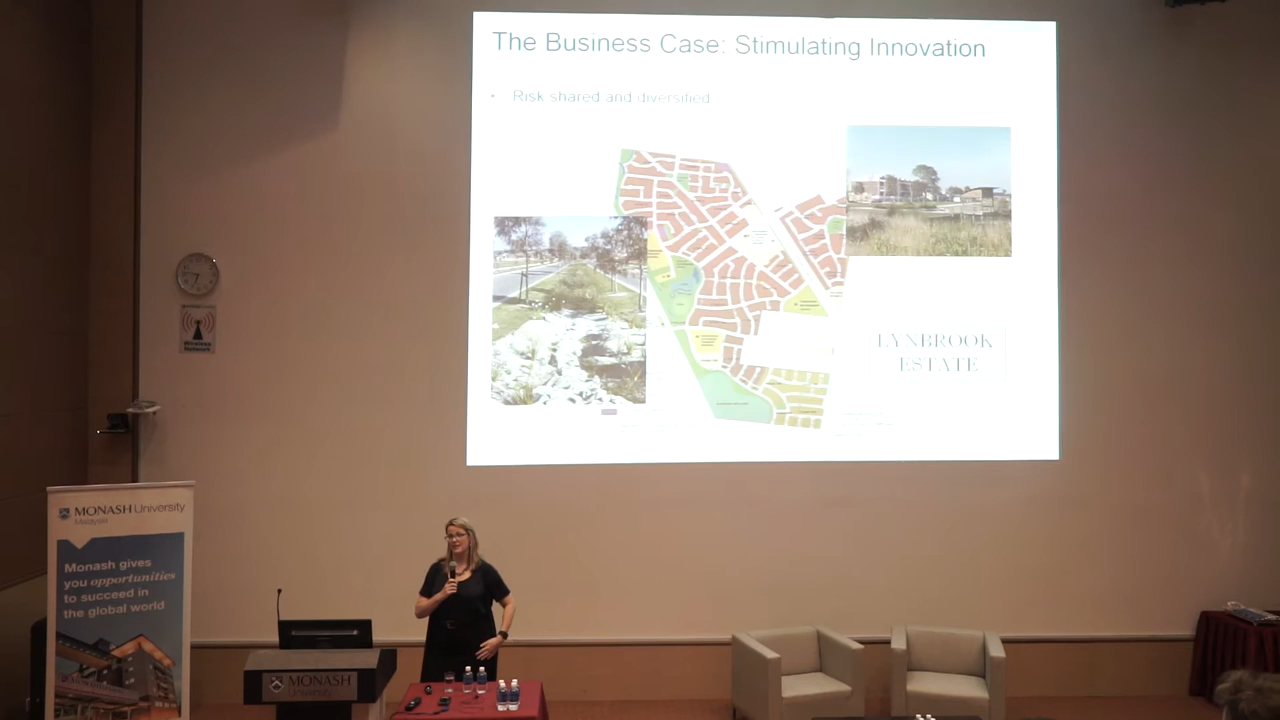 The Business Case: Stimulating Innovation
• Risk shared and diversified
LYNBROOK
ESTATE
Wireless
Network
MONASH University
Malaysia
Monash gives
you opportunities
to succeed in
the global world
MONASH
University